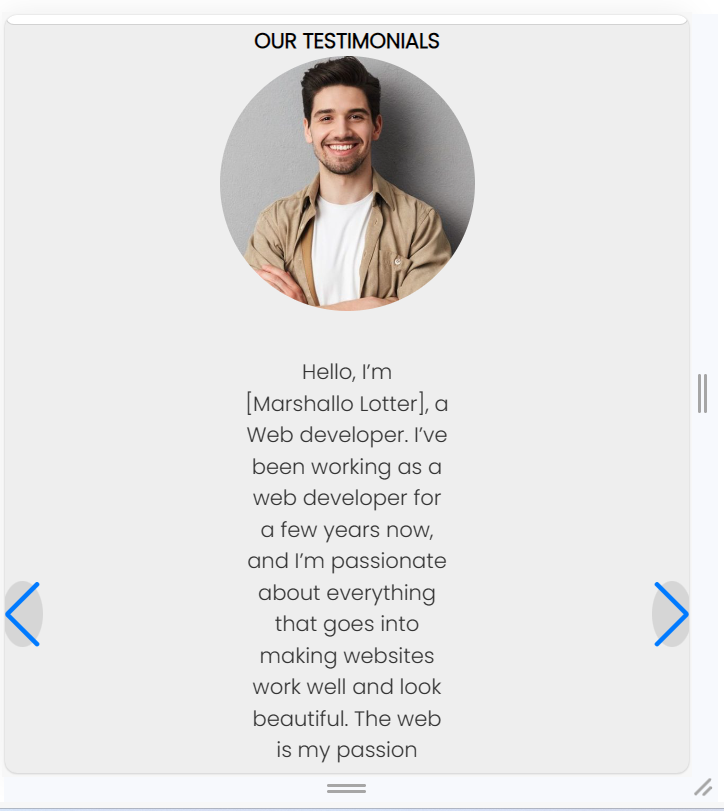 OUR TESTIMONIALS
Hello, I’m
[Marshallo Lotter], a
Web developer. I’ve
been working as a
web developer for
a few years now,
and I’m passionate
about everything
that goes into
making websites
work well and look
beautiful. The web
is my passion